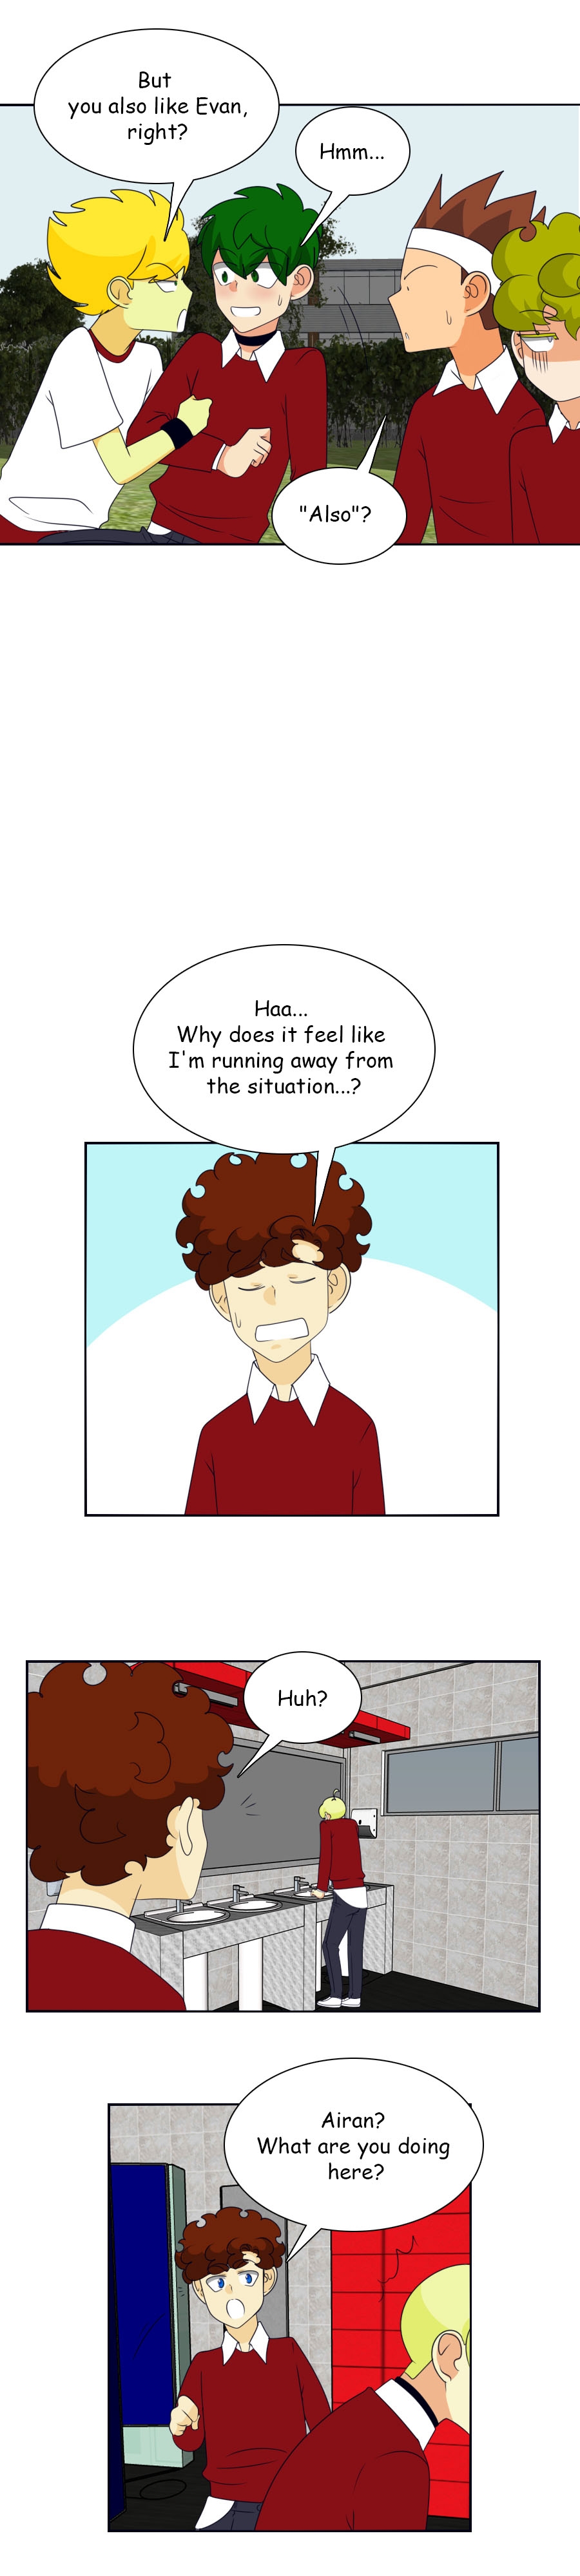 But
you also like Evan,
right?
Hmm...
"Also"?
Haa...
Why does it feel like
I'm running away from
the situation...?
Huh?
Airan?
What are you doing
here?